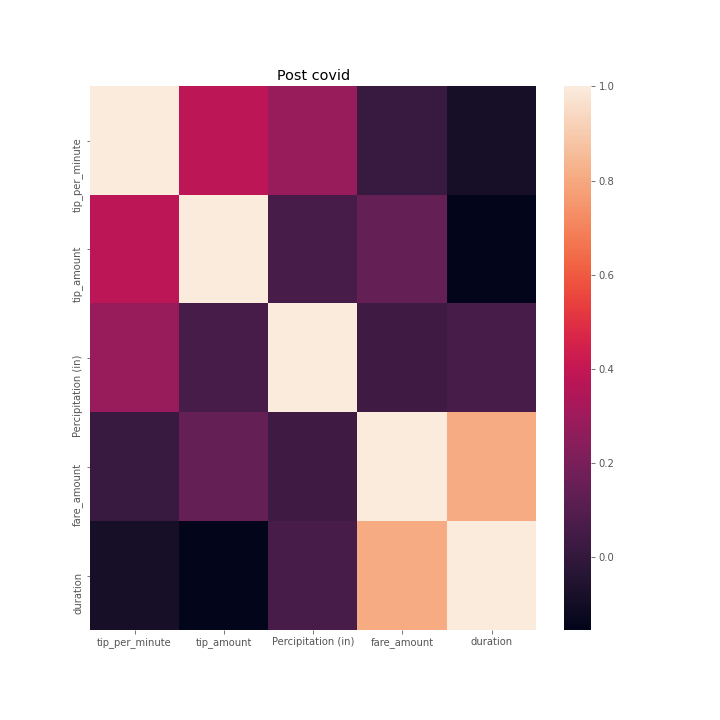 Post covid
tip_per_minute
tip_amount
Percipitation (in)
fare_amount
duration
tip_per_minute
tip_amount
Percipitation (in)
fare_amount
duration
1.0
0.8
0.6
0.4
0.2
0.0